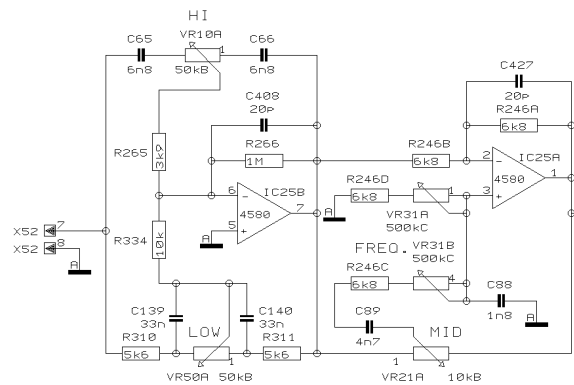 HI
C65
VR10A
1
C66
C427
6n8
50kB
6n8
20p
C408
20p
R246A
6k8
R265
3k9
R266
1M
R246B
6k8
IC25A
2
-
4580
1
3
+
6
-
IC25B
4580
7
5
+
A
R246D
6k8
1
VR31A
500kC
A
X52
7
X52
8
A
R334
10k
FREQ.
VR31B
500kC
R246C
6k8
4
C88
1n8
A
C139
33n
LOW
C140
33n
C89
4n7
MID
R310
5k6
1
R311
5k6
1
VR50A
50kB
VR21A
10kB